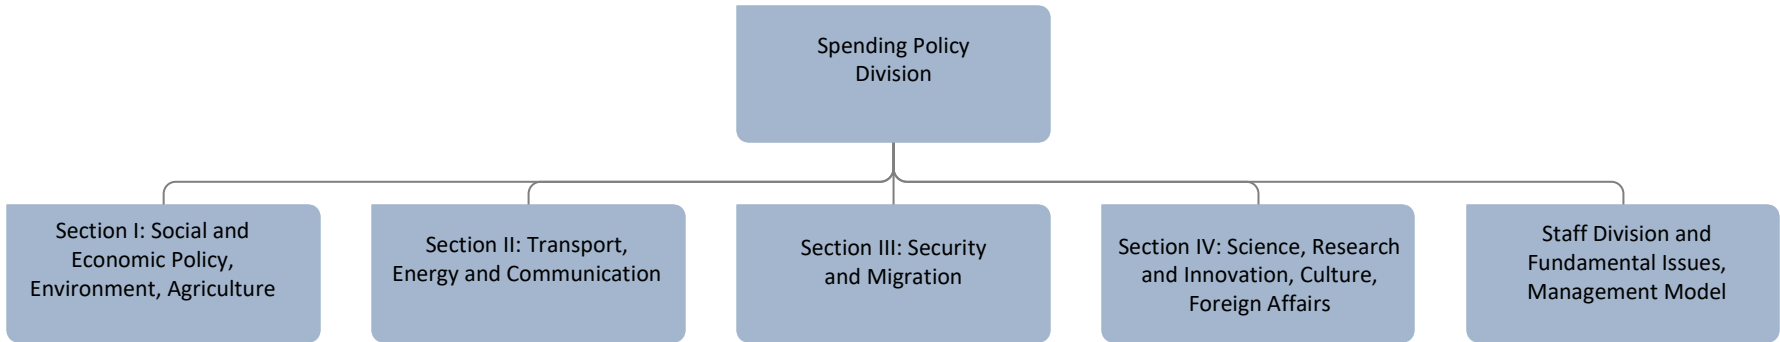 Spending Policy
Division
Section I: Social and
Economic Policy,
Environment, Agriculture
Section II: Transport,
Energy and Communication
Section III: Security
and Migration
Section IV: Science, Research
and Innovation, Culture,
Foreign Affairs
Staff Division and
Fundamental Issues,
Management Model